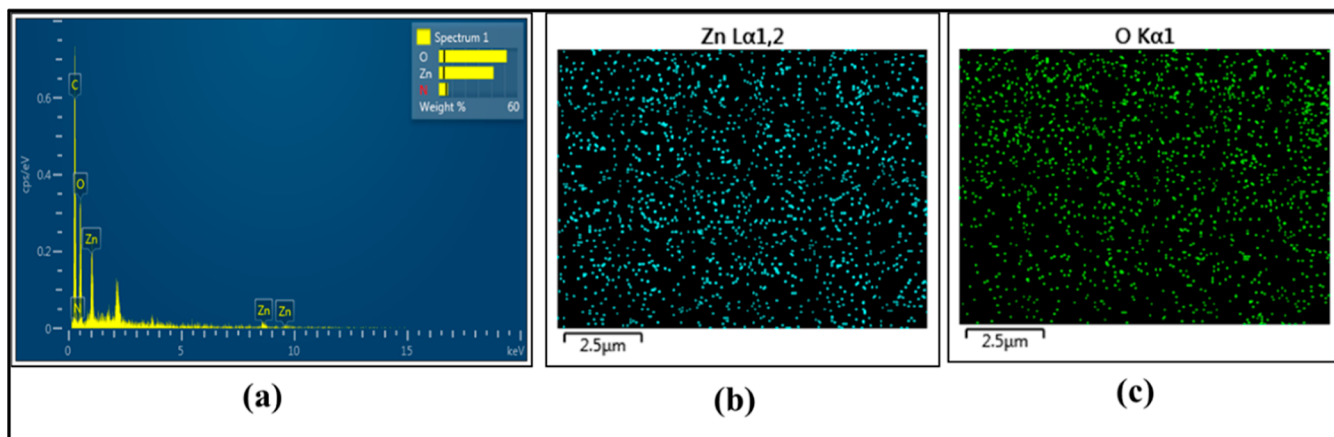 Spectrum 1
O
Zn
N
Weight % 60
C
O
Zn
N
Zn Zn
cps/eV
0.6
0.4
0.2
0
0 5 10 15 keV
(a)
Zn Lα1,2
2.5μm
(b)
O Kα1
2.5μm
(c)